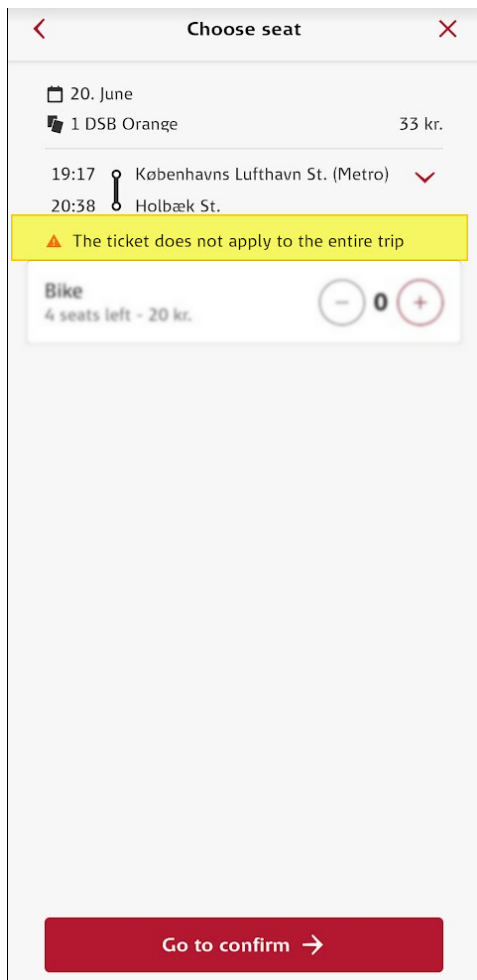 Choose seat
20. June
1 DSB Orange 33 kr.
19:17 Københavns Lufthavn St. (Metro)
20:38 Holbæk St.
The ticket does not apply to the entire trip
Bike
4 seats left - 20 kr.
0
Go to confirm